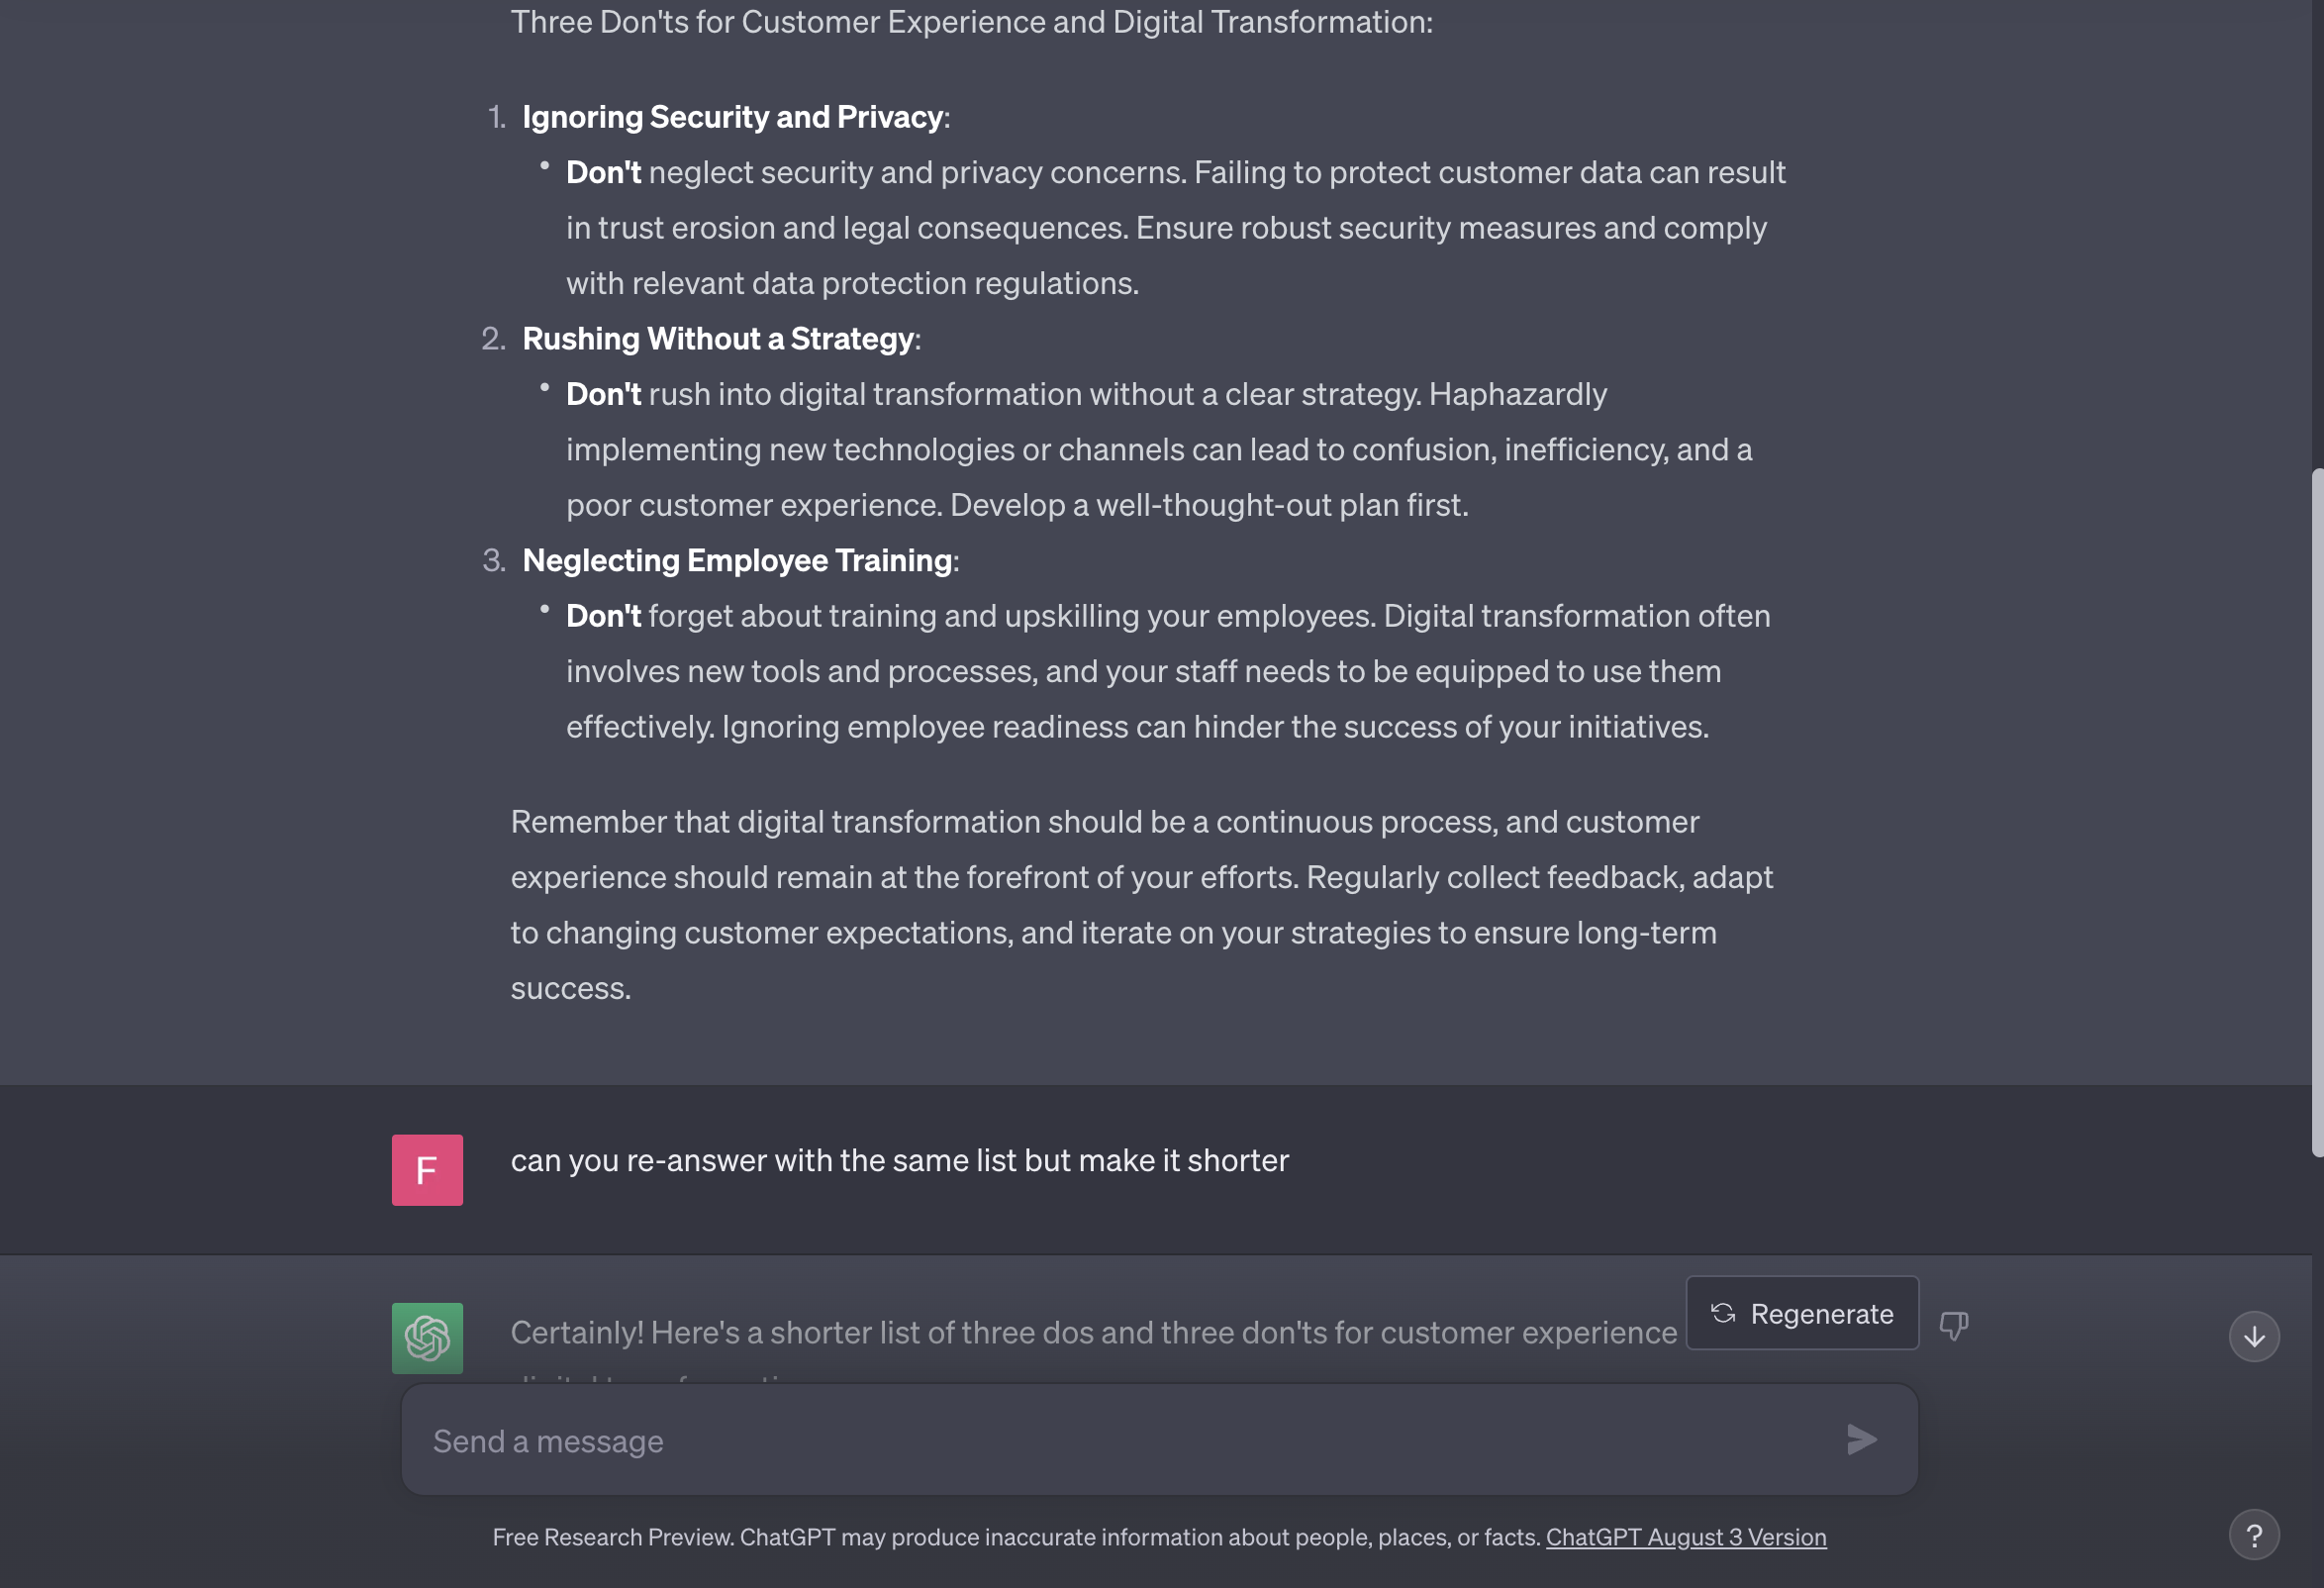 Three Don'ts for Customer Experience and Digital Transformation:
1. Ignoring Security and Privacy:
• Don't neglect security and privacy concerns. Failing to protect customer data can result
in trust erosion and legal consequences. Ensure robust security measures and comply
with relevant data protection regulations.
2. Rushing Without a Strategy:
• Don't rush into digital transformation without a clear strategy. Haphazardly
implementing new technologies or channels can lead to confusion, inefficiency, and a
poor customer experience. Develop a well-thought-out plan first.
3. Neglecting Employee Training:
• Don't forget about training and upskilling your employees. Digital transformation often
involves new tools and processes, and your staff needs to be equipped to use them
effectively. Ignoring employee readiness can hinder the success of your initiatives.
Remember that digital transformation should be a continuous process, and customer
experience should remain at the forefront of your efforts. Regularly collect feedback, adapt
to changing customer expectations, and iterate on your strategies to ensure long-term
success.
F
can you re-answer with the same list but make it shorter
Certainly! Here's a shorter list of three dos and three don'ts for customer experience
Regenerate
Send a message
Free Research Preview. ChatGPT may produce inaccurate information about people, places, or facts. ChatGPT August 3 Version
?